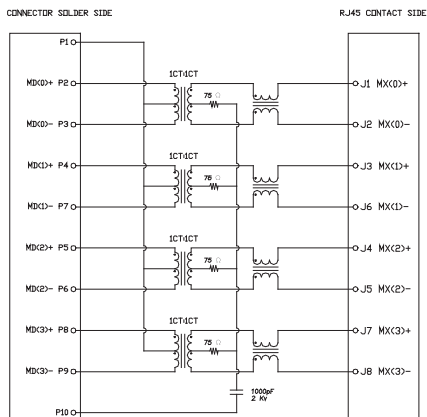 CONNECTOR SOLDER SIDE
RJ45 CONTACT SIDE
P1
1CT:1CT
MD(0)+ P2
75 Ω
J1 MX(0)+
MD(0)- P3
J2 MX(0)-
1CT:1CT
MD(1)+ P4
75 Ω
J3 MX(1)+
MD(1)- P7
J6 MX(1)-
1CT:1CT
MD(2)+ P5
75 Ω
J4 MX(2)+
MD(2)- P6
J5 MX(2)-
1CT:1CT
MD(3)+ P8
75 Ω
J7 MX(3)+
MD(3)- P9
J8 MX(3)-
1000pF
2 Kv
P10